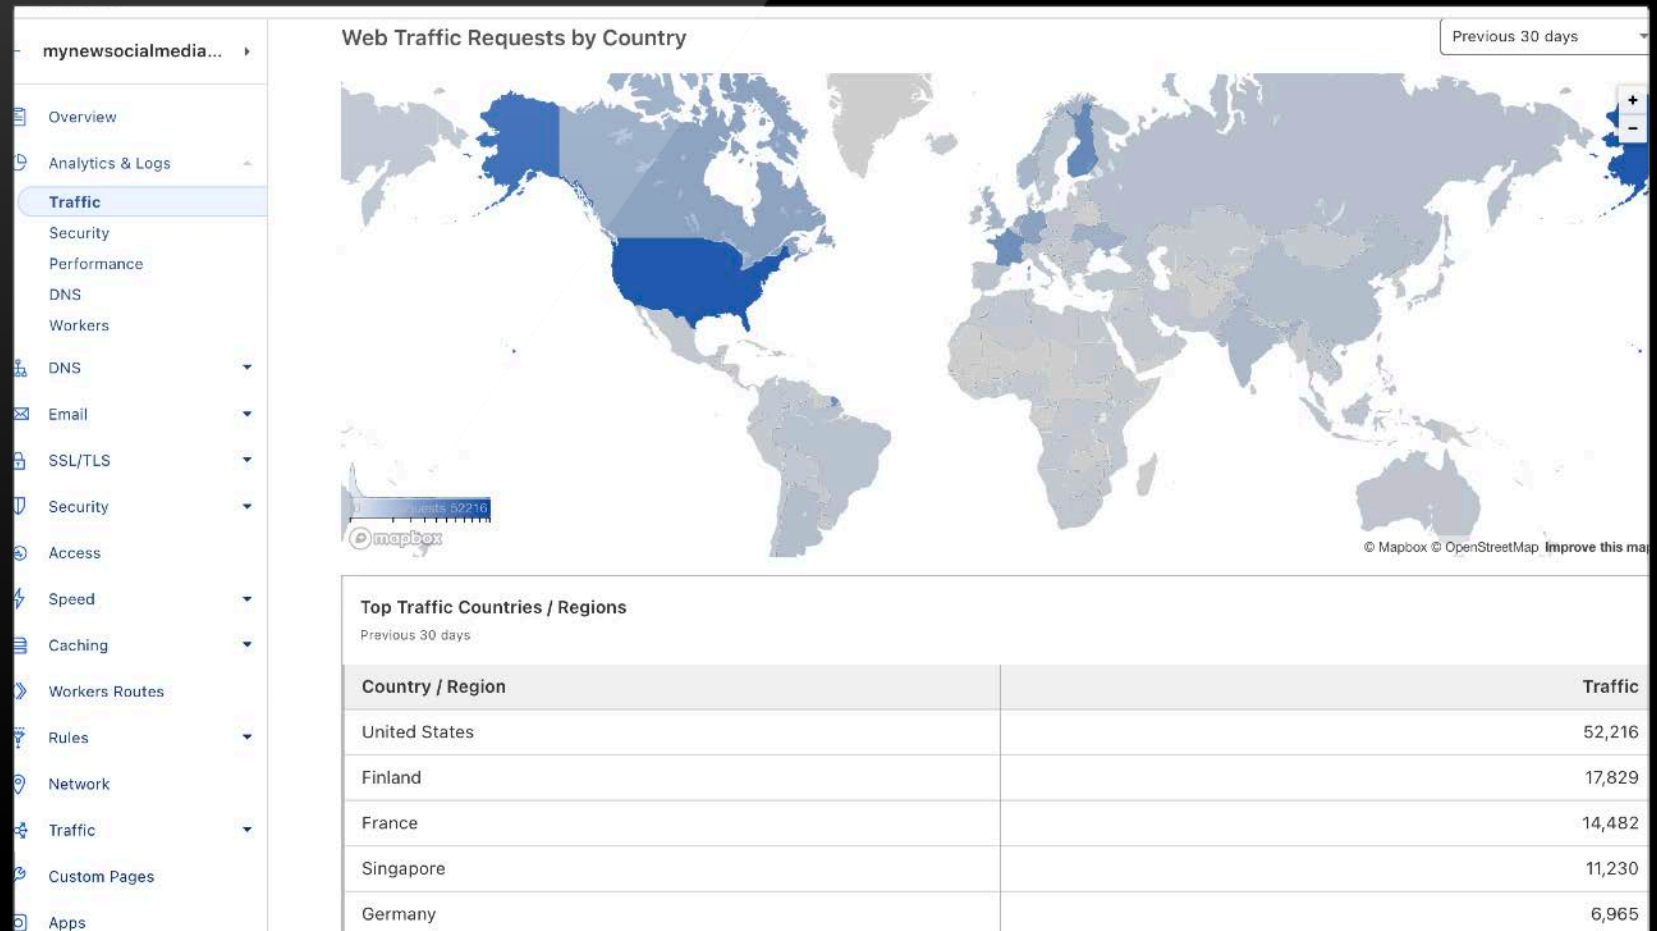 mynewsocialmedia...
Overview
Analytics & Logs
Traffic
Security
Performance
DNS
Workers
DNS
Email
SSL/TLS
Security
Access
Speed
Caching
Workers Routes
Rules
Network
Traffic
Custom Pages
Apps
Web Traffic Requests by Country
Previous 30 days
+
−
52216
mapbox
© Mapbox © OpenStreetMap Improve this map
Top Traffic Countries / Regions
Previous 30 days
Country / Region Traffic
United States 52,216
Finland 17,829
France 14,482
Singapore 11,230
Germany 6,965